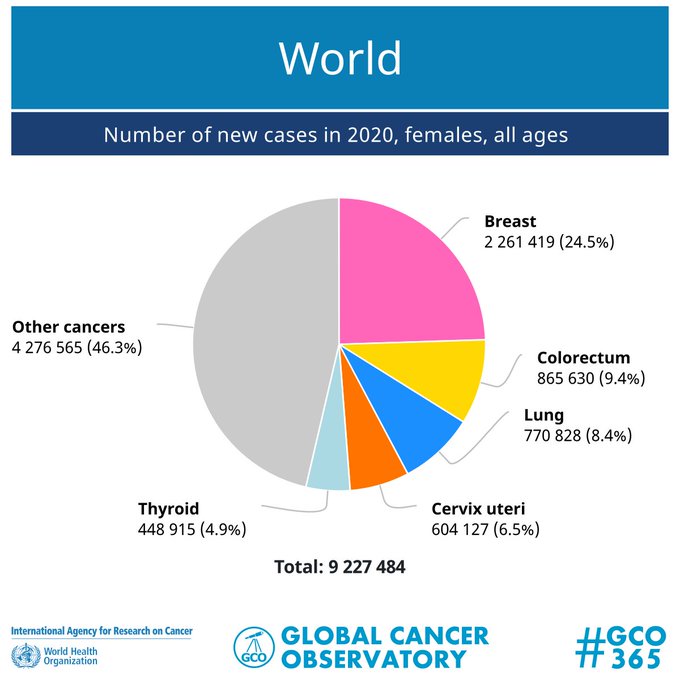 World
Number of new cases in 2020, females, all ages
Breast
2 261 419 (24.5%)
Other cancers
4 276 565 (46.3%)
Colorectum
865 630 (9.4%)
Lung
770 828 (8.4%)
Thyroid
448 915 (4.9%)
Cervix uteri
604 127 (6.5%)
Total: 9 227 484
International Agency for Research on Cancer
World Health
Organization
GCO
GLOBAL CANCER
OBSERVATORY
#GCO
365